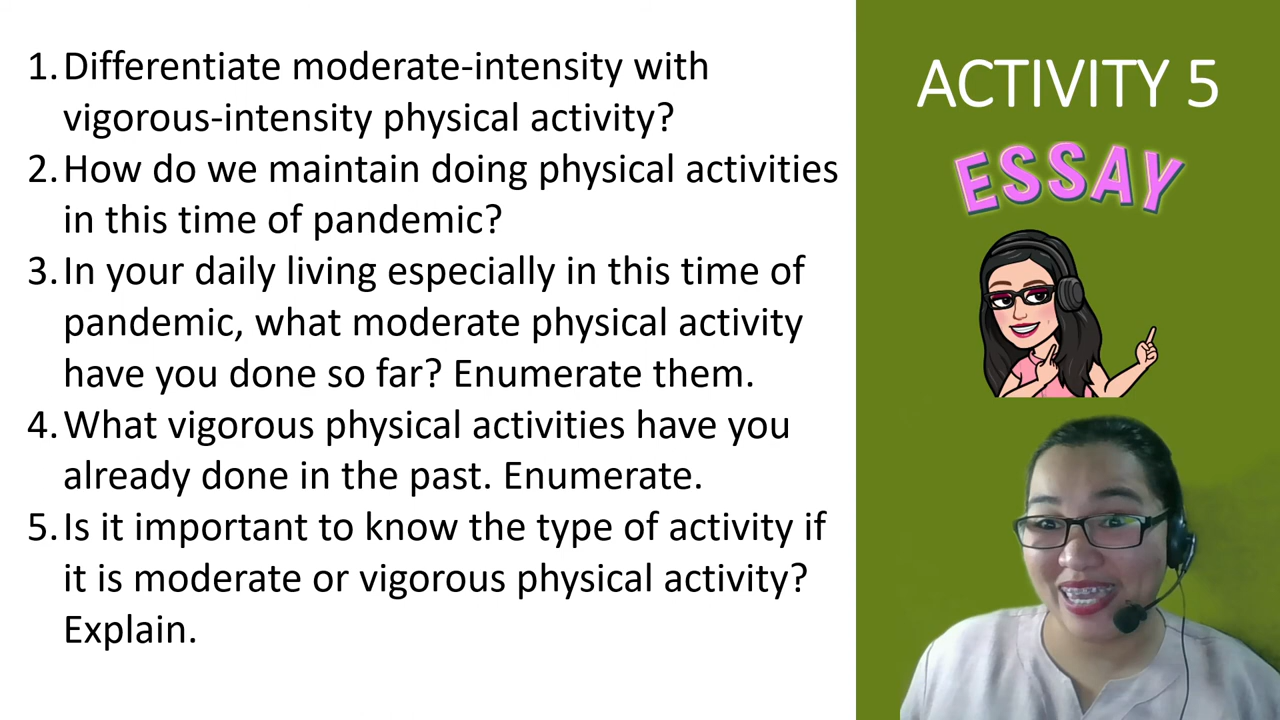 1. Differentiate moderate-intensity with
vigorous-intensity physical activity?
2. How do we maintain doing physical activities
in this time of pandemic?
3. In your daily living especially in this time of
pandemic, what moderate physical activity
have you done so far? Enumerate them.
4. What vigorous physical activities have you
already done in the past. Enumerate.
5. Is it important to know the type of activity if
it is moderate or vigorous physical activity?
Explain.
ACTIVITY 5
ESSAY